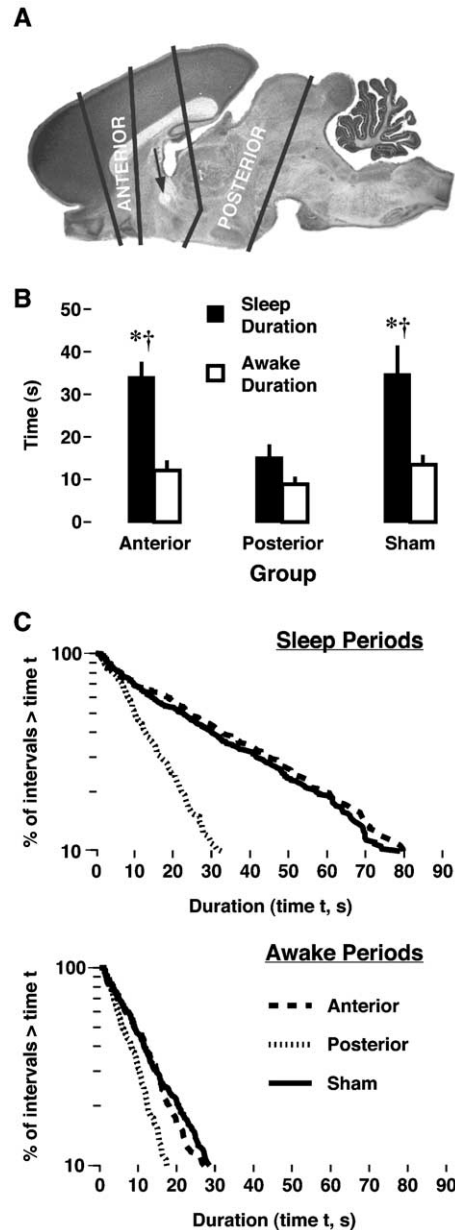 A
ANTERIOR
POSTERIOR
B
50
40
30
20
10
0
Time (s)
*†
*†
Sleep
Duration
Awake
Duration
Anterior
Posterior
Sham
Group
C
Sleep Periods
100
10
% of intervals > time t
0 10 20 30 40 50 60 70 80 90
Duration (time t, s)
Awake Periods
100
10
% of intervals > time t
Anterior
Posterior
Sham
0 10 20 30 40 50 60 70 80 90
Duration (time t, s)